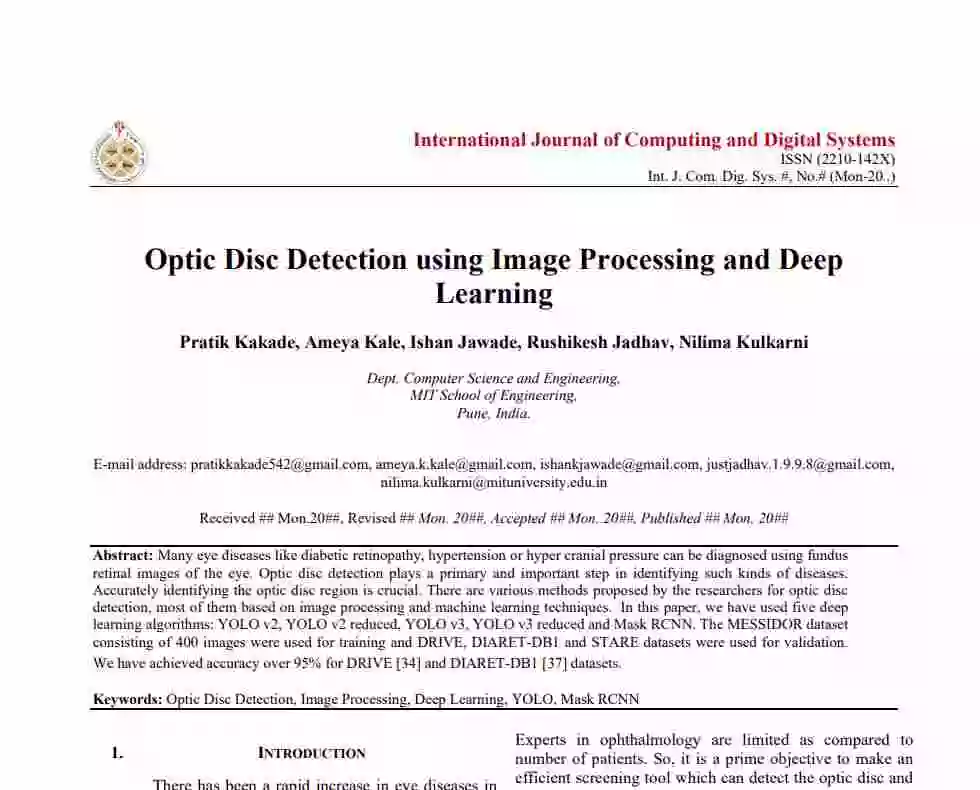 International Journal of Computing and Digital Systems
ISSN (2210-142X)
Int. J. Com. Dig. Sys. #, No.# (Mon-20..)
Optic Disc Detection using Image Processing and Deep
Learning
Pratik Kakade, Ameya Kale, Ishan Jawade, Rushikesh Jadhav, Nilima Kulkarni
Dept. Computer Science and Engineering,
MIT School of Engineering,
Pune, India.
E-mail address: pratikkakade542@gmail.com, ameya.k.kale@gmail.com, ishankjawade@gmail.com, justjadhav.1.9.9.8@gmail.com,
nilima.kulkarni@mituniversity.edu.in
Received ## Mon.20##, Revised ## Mon. 20##, Accepted ## Mon. 20##, Published ## Mon. 20##
Abstract: Many eye diseases like diabetic retinopathy, hypertension or hyper cranial pressure can be diagnosed using fundus
retinal images of the eye. Optic disc detection plays a primary and important step in identifying such kinds of diseases.
Accurately identifying the optic disc region is crucial. There are various methods proposed by the researchers for optic disc
detection, most of them based on image processing and machine learning techniques. In this paper, we have used five deep
learning algorithms: YOLO v2, YOLO v2 reduced, YOLO v3, YOLO v3 reduced and Mask RCNN. The MESSIDOR dataset
consisting of 400 images were used for training and DRIVE, DIARET-DB1 and STARE datasets were used for validation.
We have achieved accuracy over 95% for DRIVE [34] and DIARET-DB1 [37] datasets.
Keywords: Optic Disc Detection, Image Processing, Deep Learning, YOLO, Mask RCNN
1. INTRODUCTION
There has been a rapid increase in eye diseases in
Experts in ophthalmology are limited as compared to
number of patients. So, it is a prime objective to make an
efficient screening tool which can detect the optic disc and